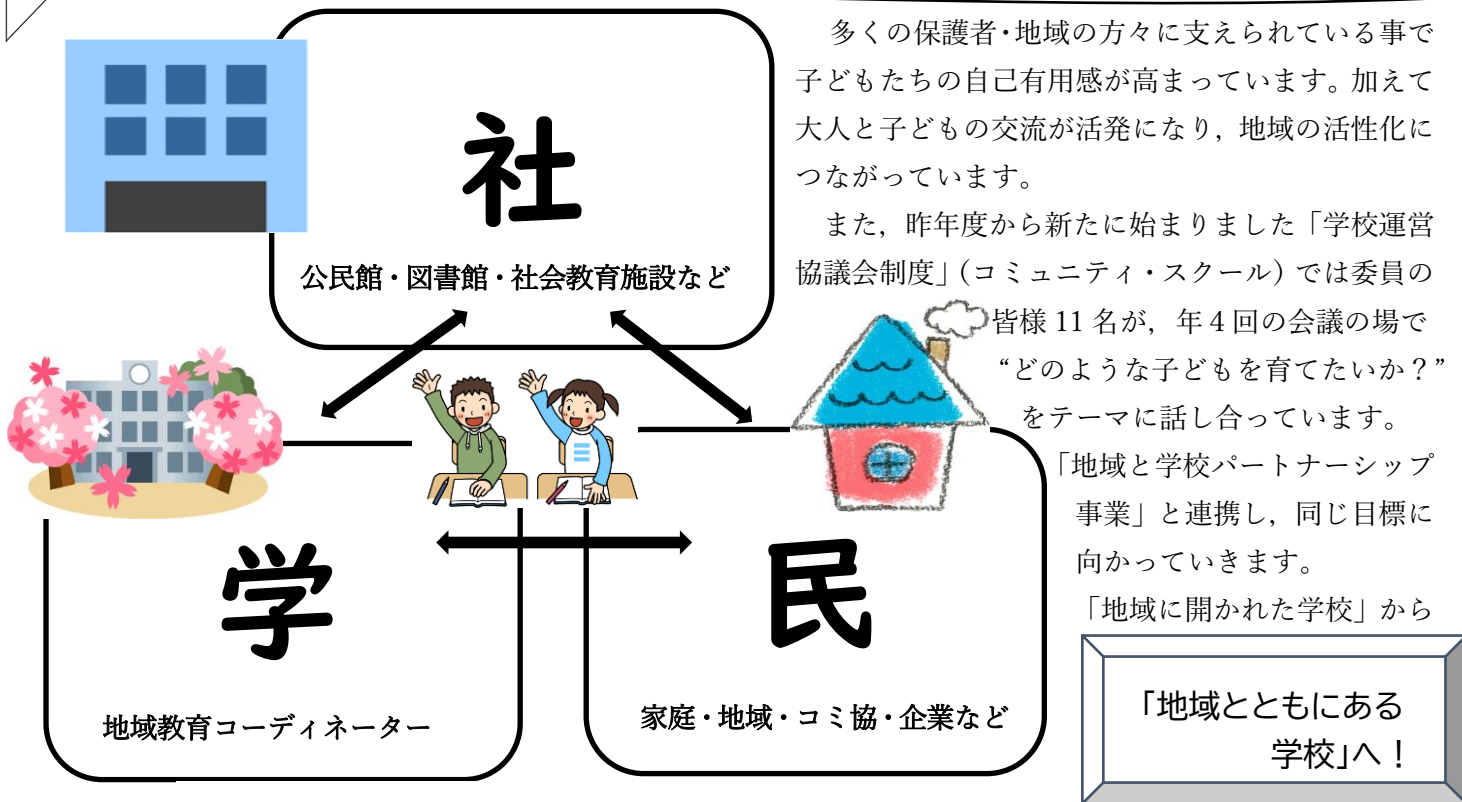 社
公民館・図書館・社会教育施設など
学
地域教育コーディネーター
民
家庭・地域・コミ協・企業など
多くの保護者・地域の方々に支えられている事で
子どもたちの自己有用感が高まっています。加えて
大人と子どもの交流が活発になり，地域の活性化に
つながっています。
また，昨年度から新たに始まりました「学校運営
協議会制度」（コミュニティ・スクール）では委員の
皆様 11 名が，年４回の会議の場で
“どのような子どもを育てたいか？”
をテーマに話し合っています。
「地域と学校パートナーシップ
事業」と連携し，同じ目標に
向かっていきます。
「地域に開かれた学校」から
「地域とともにある
学校」へ！